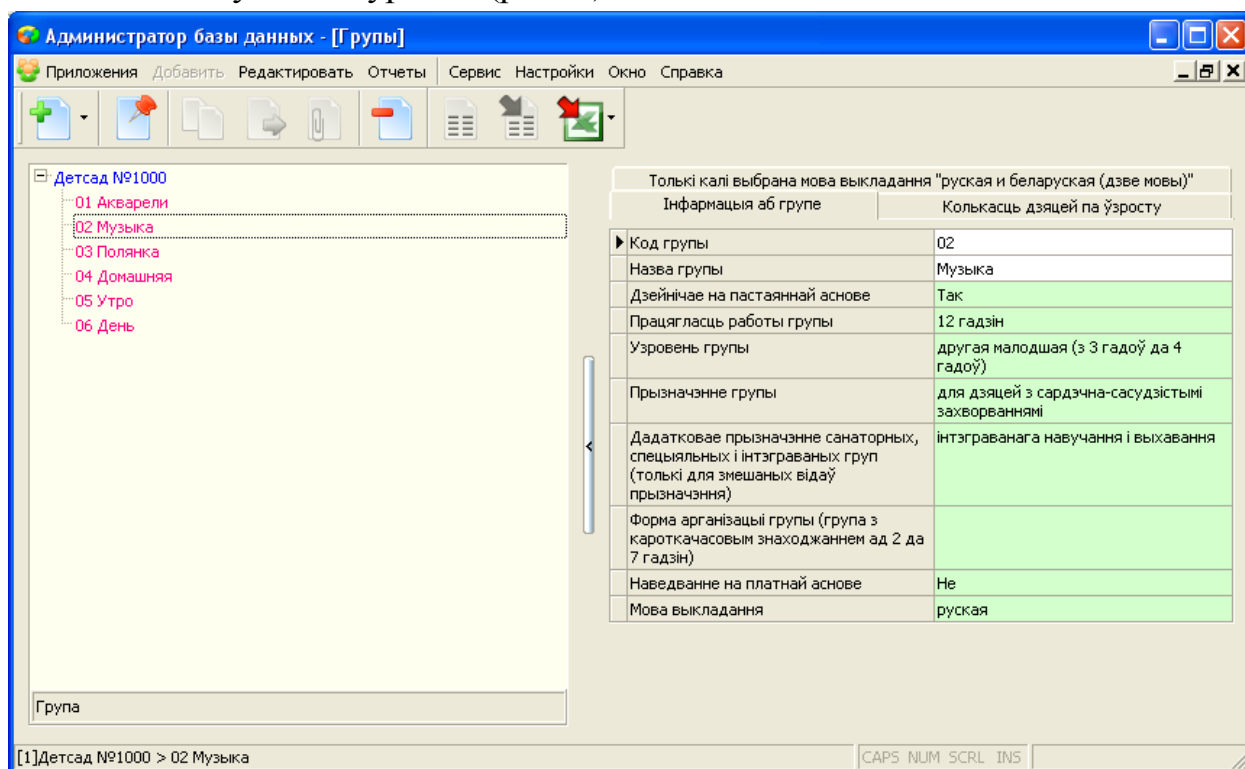 Администратор базы данных - [Групы]
Приложения Добавить Редактировать Отчеты Сервис Настройки Окно Справка
Детсад №1000
01 Акварели
02 Музыка
03 Полянка
04 Домашняя
05 Утро
06 День
Група
Толькі калі выбрана мова выкладання "руская и беларуская (дзве мовы)"
Інфармацыя аб групе Колькасць дзяцей па ўзросту
Код групы 02
Назва групы Музыка
Дзейнічае на пастаяннай аснове Так
Працягласць работы групы 12 гадзін
Узровень групы другая малодшая (з 3 гадоў да 4
гадоў)
Прызначэнне групы для дзяцей з сардэчна-сасудзістымі
захворваннямі
Дадатковае прызначэнне санаторных, інтэграванага навучання і выхавання
спецыяльных і інтэграваных груп
(толькі для змешаных відаў
прызначэння)
Форма арганізацыі групы (група з
кароткачасовым знаходжаннем ад 2 да
7 гадзін)
Наведванне на платнай аснове Не
Мова выкладання руская
[1]Детсад №1000 > 02 Музыка CAPS NUM SCRL INS